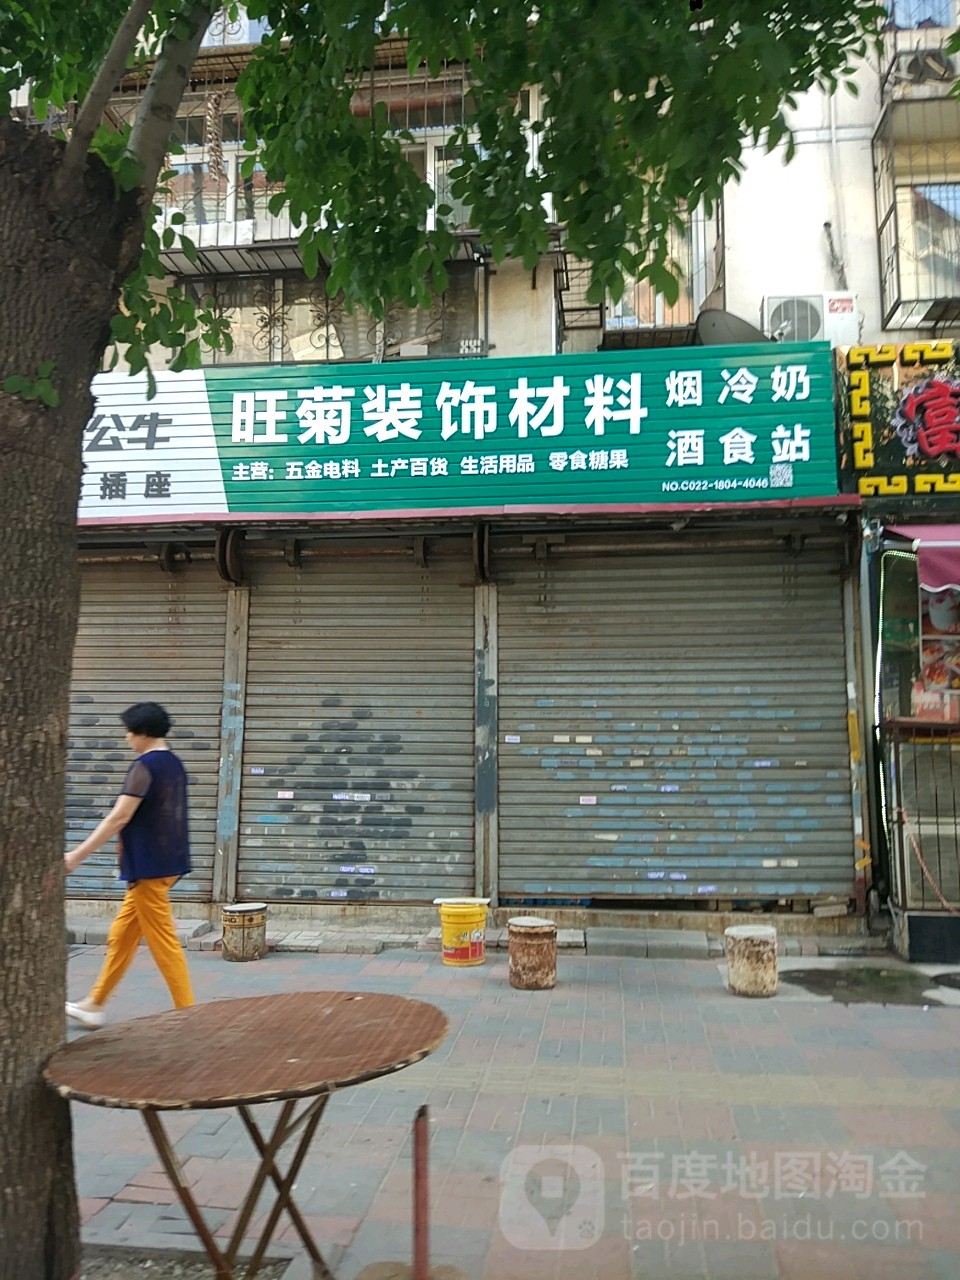 公牛
插座
旺菊装饰材料
主营：五金电料 土产百货 生活用品 零食糖果
烟冷奶
酒食站
NO.C022-1804-4046
富
百度地图淘金
taojin.baidu.com